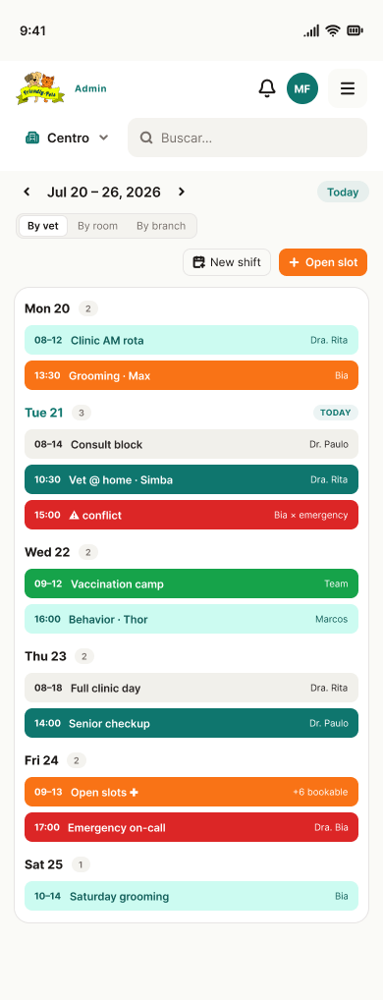 9:41
Friendly-Pets
Admin
MF
Centro
Buscar...
Jul 20 – 26, 2026
Today
By vet
By room
By branch
New shift
+ Open slot
Mon 20 2
08–12 Clinic AM rota Dra. Rita
13:30 Grooming · Max Bia
Tue 21 3 TODAY
08–14 Consult block Dr. Paulo
10:30 Vet @ home · Simba Dra. Rita
15:00 ⚠ conflict Bia × emergency
Wed 22 2
09–12 Vaccination camp Team
16:00 Behavior · Thor Marcos
Thu 23 2
08–18 Full clinic day Dra. Rita
14:00 Senior checkup Dr. Paulo
Fri 24 2
09–13 Open slots ✚ +6 bookable
17:00 Emergency on-call Dra. Bia
Sat 25 1
10–14 Saturday grooming Bia